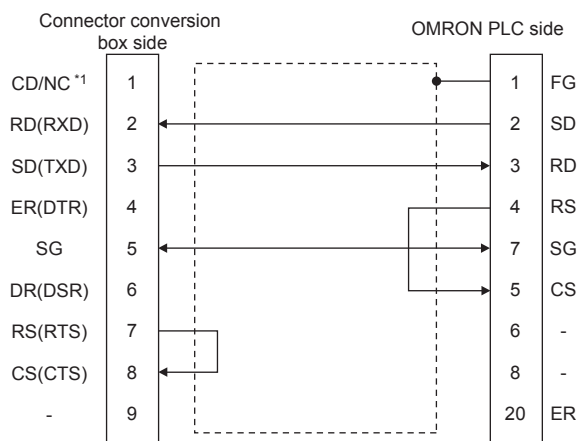 Connector conversion
box side
OMRON PLC side
CD/NC *1 1 1 FG
RD(RXD) 2 2 SD
SD(TXD) 3 3 RD
ER(DTR) 4 4 RS
SG 5 7 SG
DR(DSR) 6 5 CS
RS(RTS) 7 6 -
CS(CTS) 8 8 -
- 9 20 ER